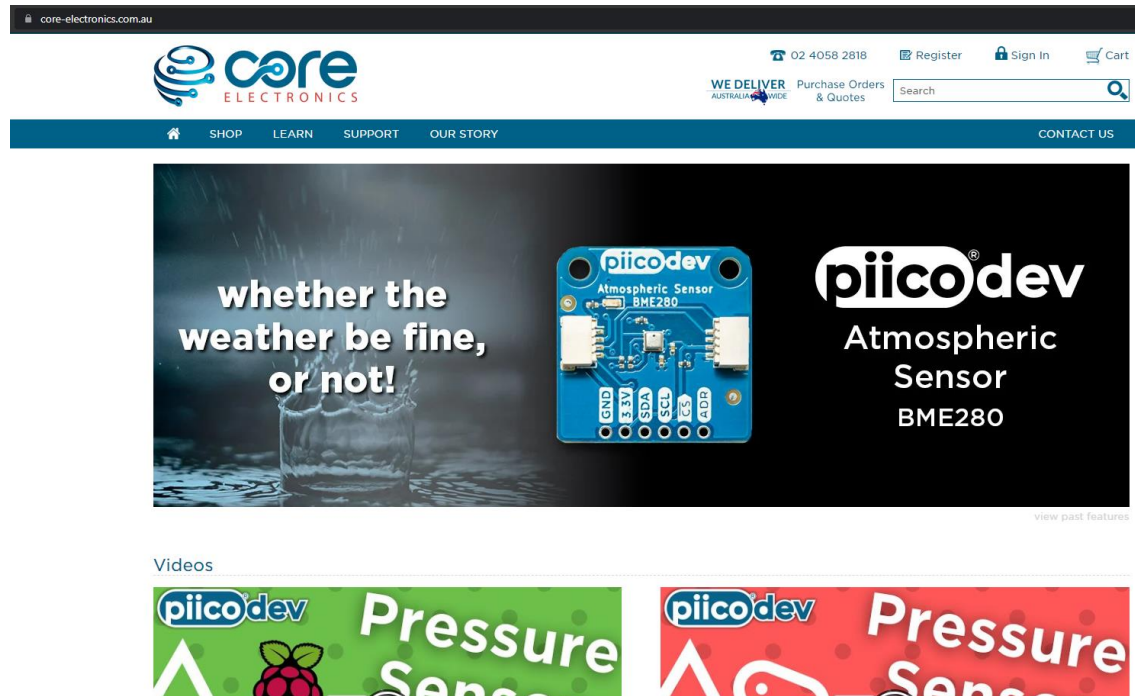 core-electronics.com.au
core
ELECTRONICS
02 4058 2818 Register Sign In Cart
WE DELIVER
AUSTRALIA WIDE
Purchase Orders
& Quotes
Search
SHOP LEARN SUPPORT OUR STORY CONTACT US
whether the
weather be fine,
or not!
piicodev
Atmospheric Sensor
BME280
GND 3.3V SDA SCL CS ADR
piicodev®
Atmospheric
Sensor
BME280
view past features
Videos
piicodev Pressure
Sensor
piicodev Pressure
Sensor